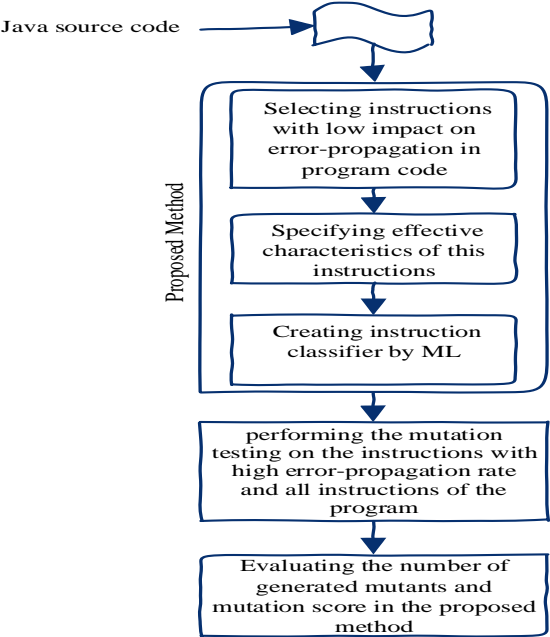 Java source code
Selecting instructions
with low impact on
error-propagation in
program code
Proposed Method
Specifying effective
characteristics of this
instructions
Creating instruction
classifier by ML
performing the mutation
testing on the instructions with
high error-propagation rate
and all instructions of the
program
Evaluating the number of
generated mutants and
mutation score in the proposed
method